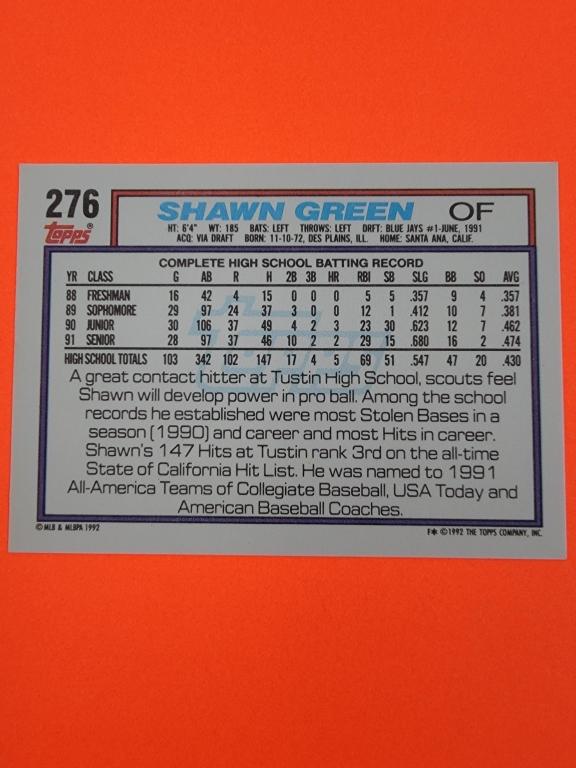 276 SHAWN GREEN OF
topps®
HT: 6'4" WT: 185 BATS: LEFT THROWS: LEFT DRFT: BLUE JAYS #1-JUNE, 1991
ACQ: VIA DRAFT BORN: 11-10-72, DES PLAINS, ILL. HOME: SANTA ANA, CALIF.
COMPLETE HIGH SCHOOL BATTING RECORD
YR CLASS G AB R H 2B 3B HR RBI SB SLG BB SO AVG
88 FRESHMAN 16 42 4 15 0 0 0 5 5 .357 9 4 .357
89 SOPHOMORE 29 97 24 37 3 0 0 12 1 .412 10 7 .381
90 JUNIOR 30 106 37 49 4 2 3 23 30 .623 12 7 .462
91 SENIOR 28 97 37 46 10 2 2 29 15 .680 16 2 .474
HIGH SCHOOL TOTALS 103 342 102 147 17 4 5 69 51 .547 47 20 .430
A great contact hitter at Tustin High School, scouts feel
Shawn will develop power in pro ball. Among the school
records he established were most Stolen Bases in a
season (1990) and career and most Hits in career.
Shawn's 147 Hits at Tustin rank 3rd on the all-time
State of California Hit List. He was named to 1991
All-America Teams of Collegiate Baseball, USA Today and
American Baseball Coaches.
© MLB & MLBPA 1992 F✱ ©1992 THE TOPPS COMPANY, INC.